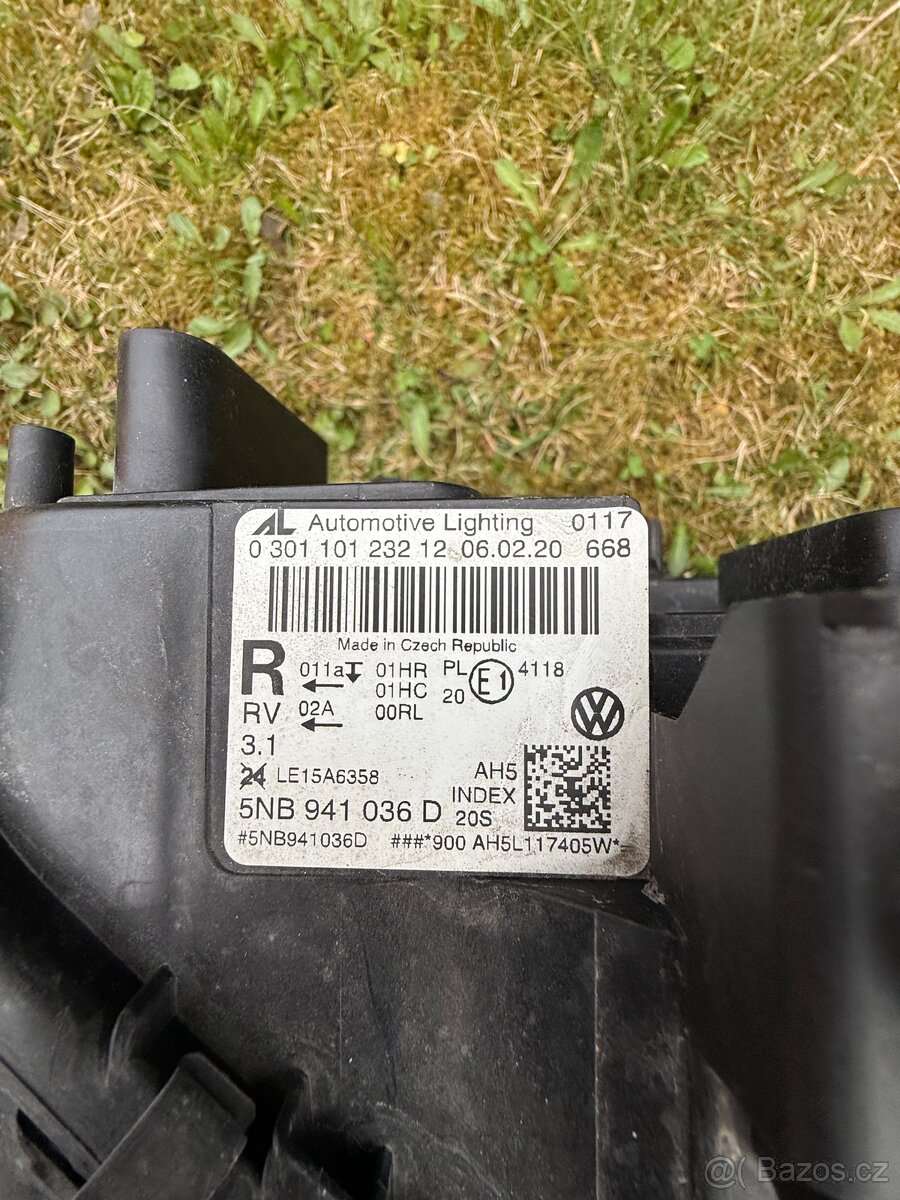 AL Automotive Lighting 0117
0 301 101 232 12 06.02.20 668
Made in Czech Republic
R 011a 01HR PL E1 4118
01HC 20
RV 02A 00RL
3.1
24 LE15A6358 AH5
INDEX
5NB 941 036 D 20S
#5NB941036D ###*900 AH5L117405W*
@( Bazos.cz